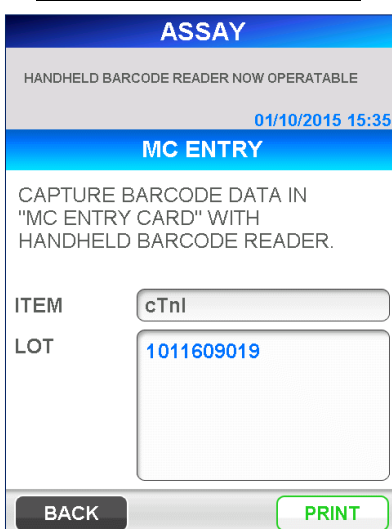 ASSAY
HANDHELD BARCODE READER NOW OPERATABLE
01/10/2015 15:35
MC ENTRY
CAPTURE BARCODE DATA IN
"MC ENTRY CARD" WITH
HANDHELD BARCODE READER.
ITEM cTnI
LOT 1011609019
BACK PRINT